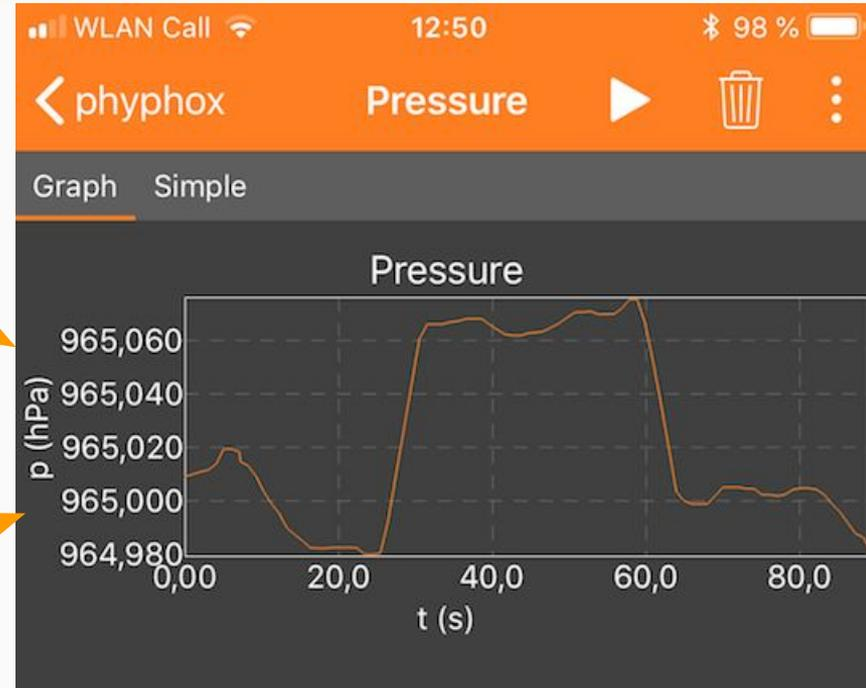 WLAN Call 12:50 98 %
phyphox Pressure
Graph Simple
Pressure
965,060
965,040
965,020
965,000
964,980
p (hPa)
0,00 20,0 40,0 60,0 80,0
t (s)